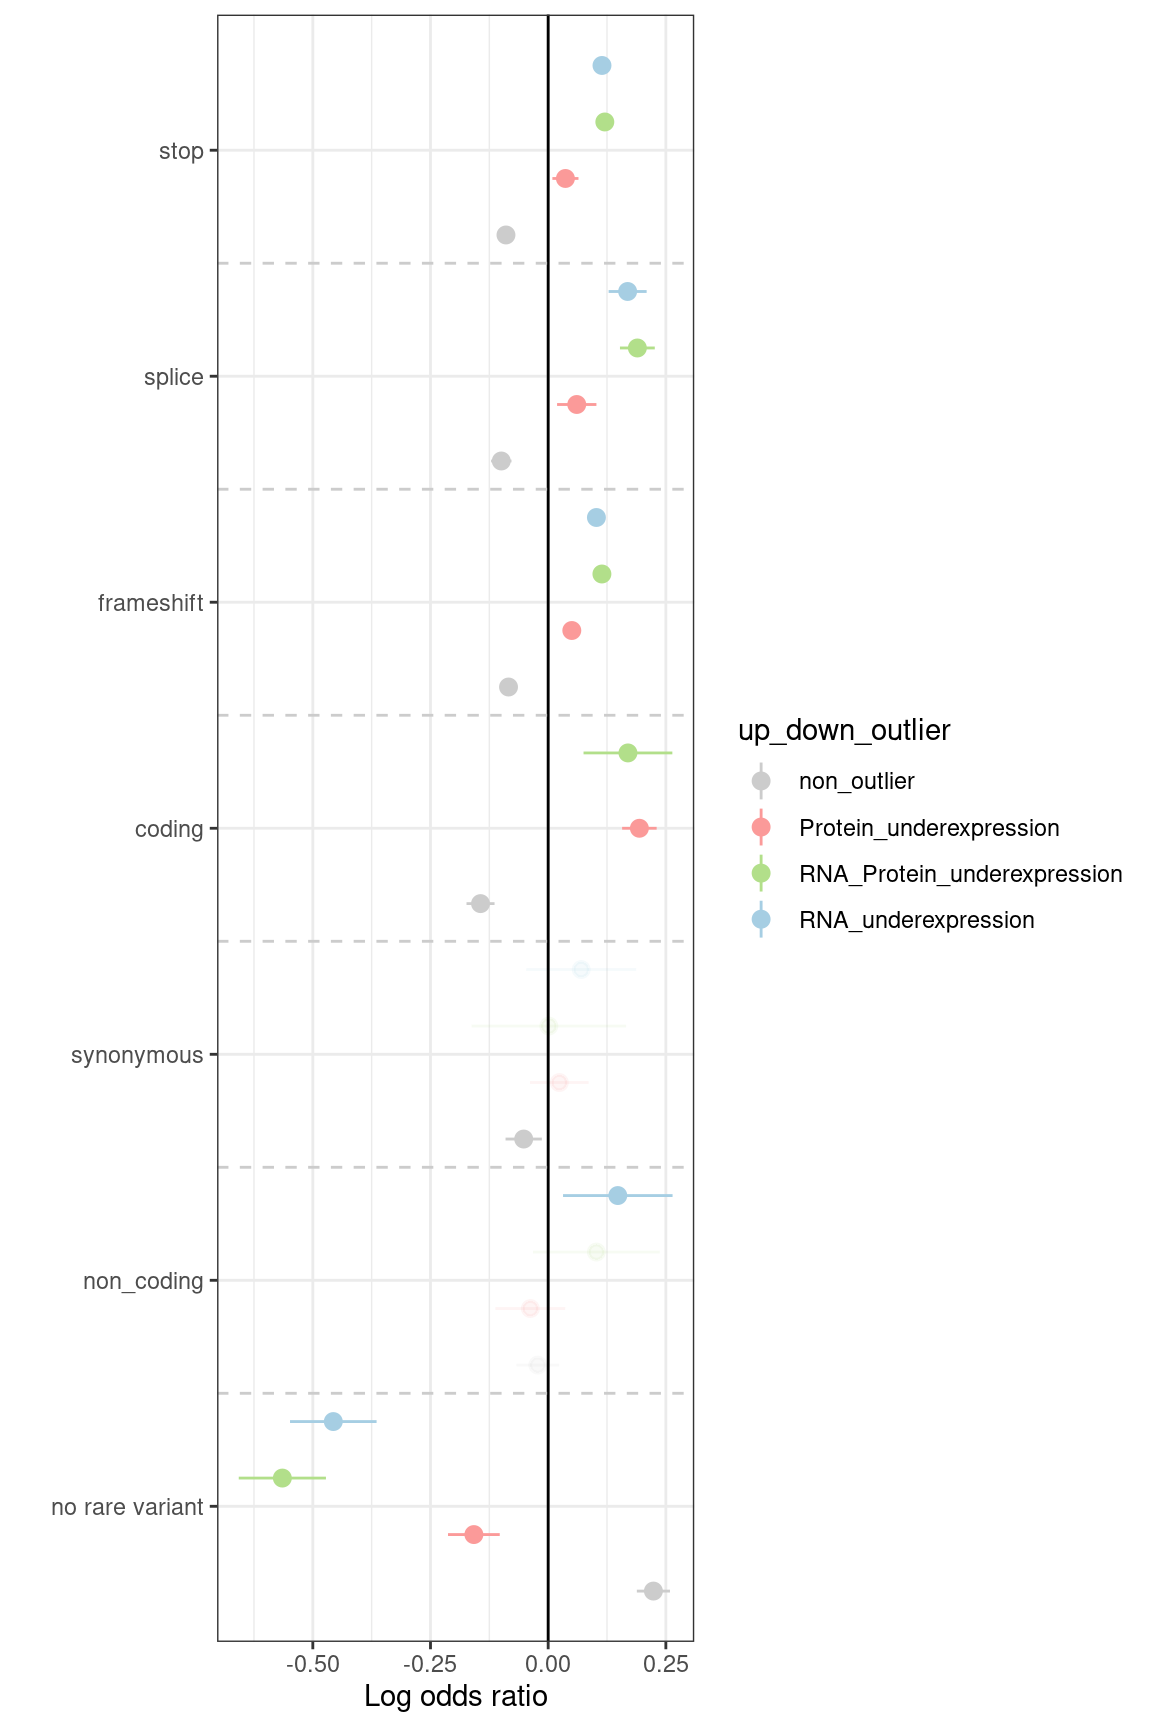 stop
splice
frameshift
coding
synonymous
non_coding
no rare variant
-0.50 -0.25 0.00 0.25
Log odds ratio
up_down_outlier
non_outlier
Protein_underexpression
RNA_Protein_underexpression
RNA_underexpression